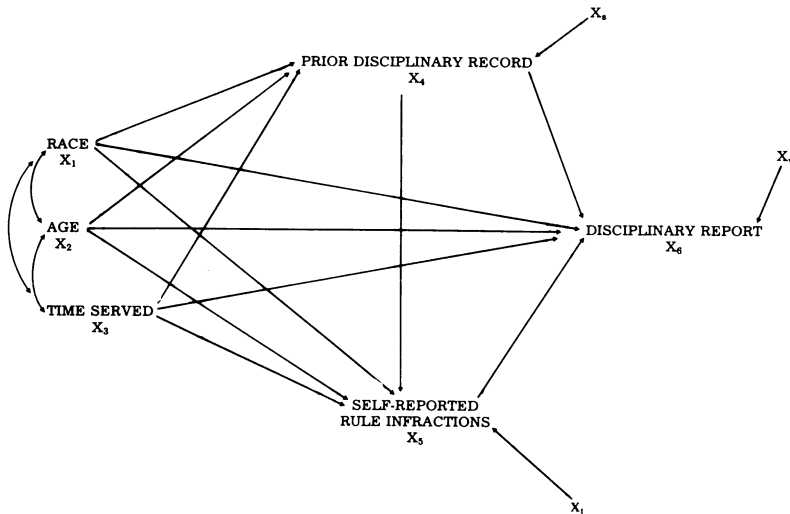 Xs
PRIOR DISCIPLINARY RECORD
X4
RACE
X1
AGE
X2
DISCIPLINARY REPORT
X6
TIME SERVED
X3
SELF-REPORTED
RULE INFRACTIONS
X5